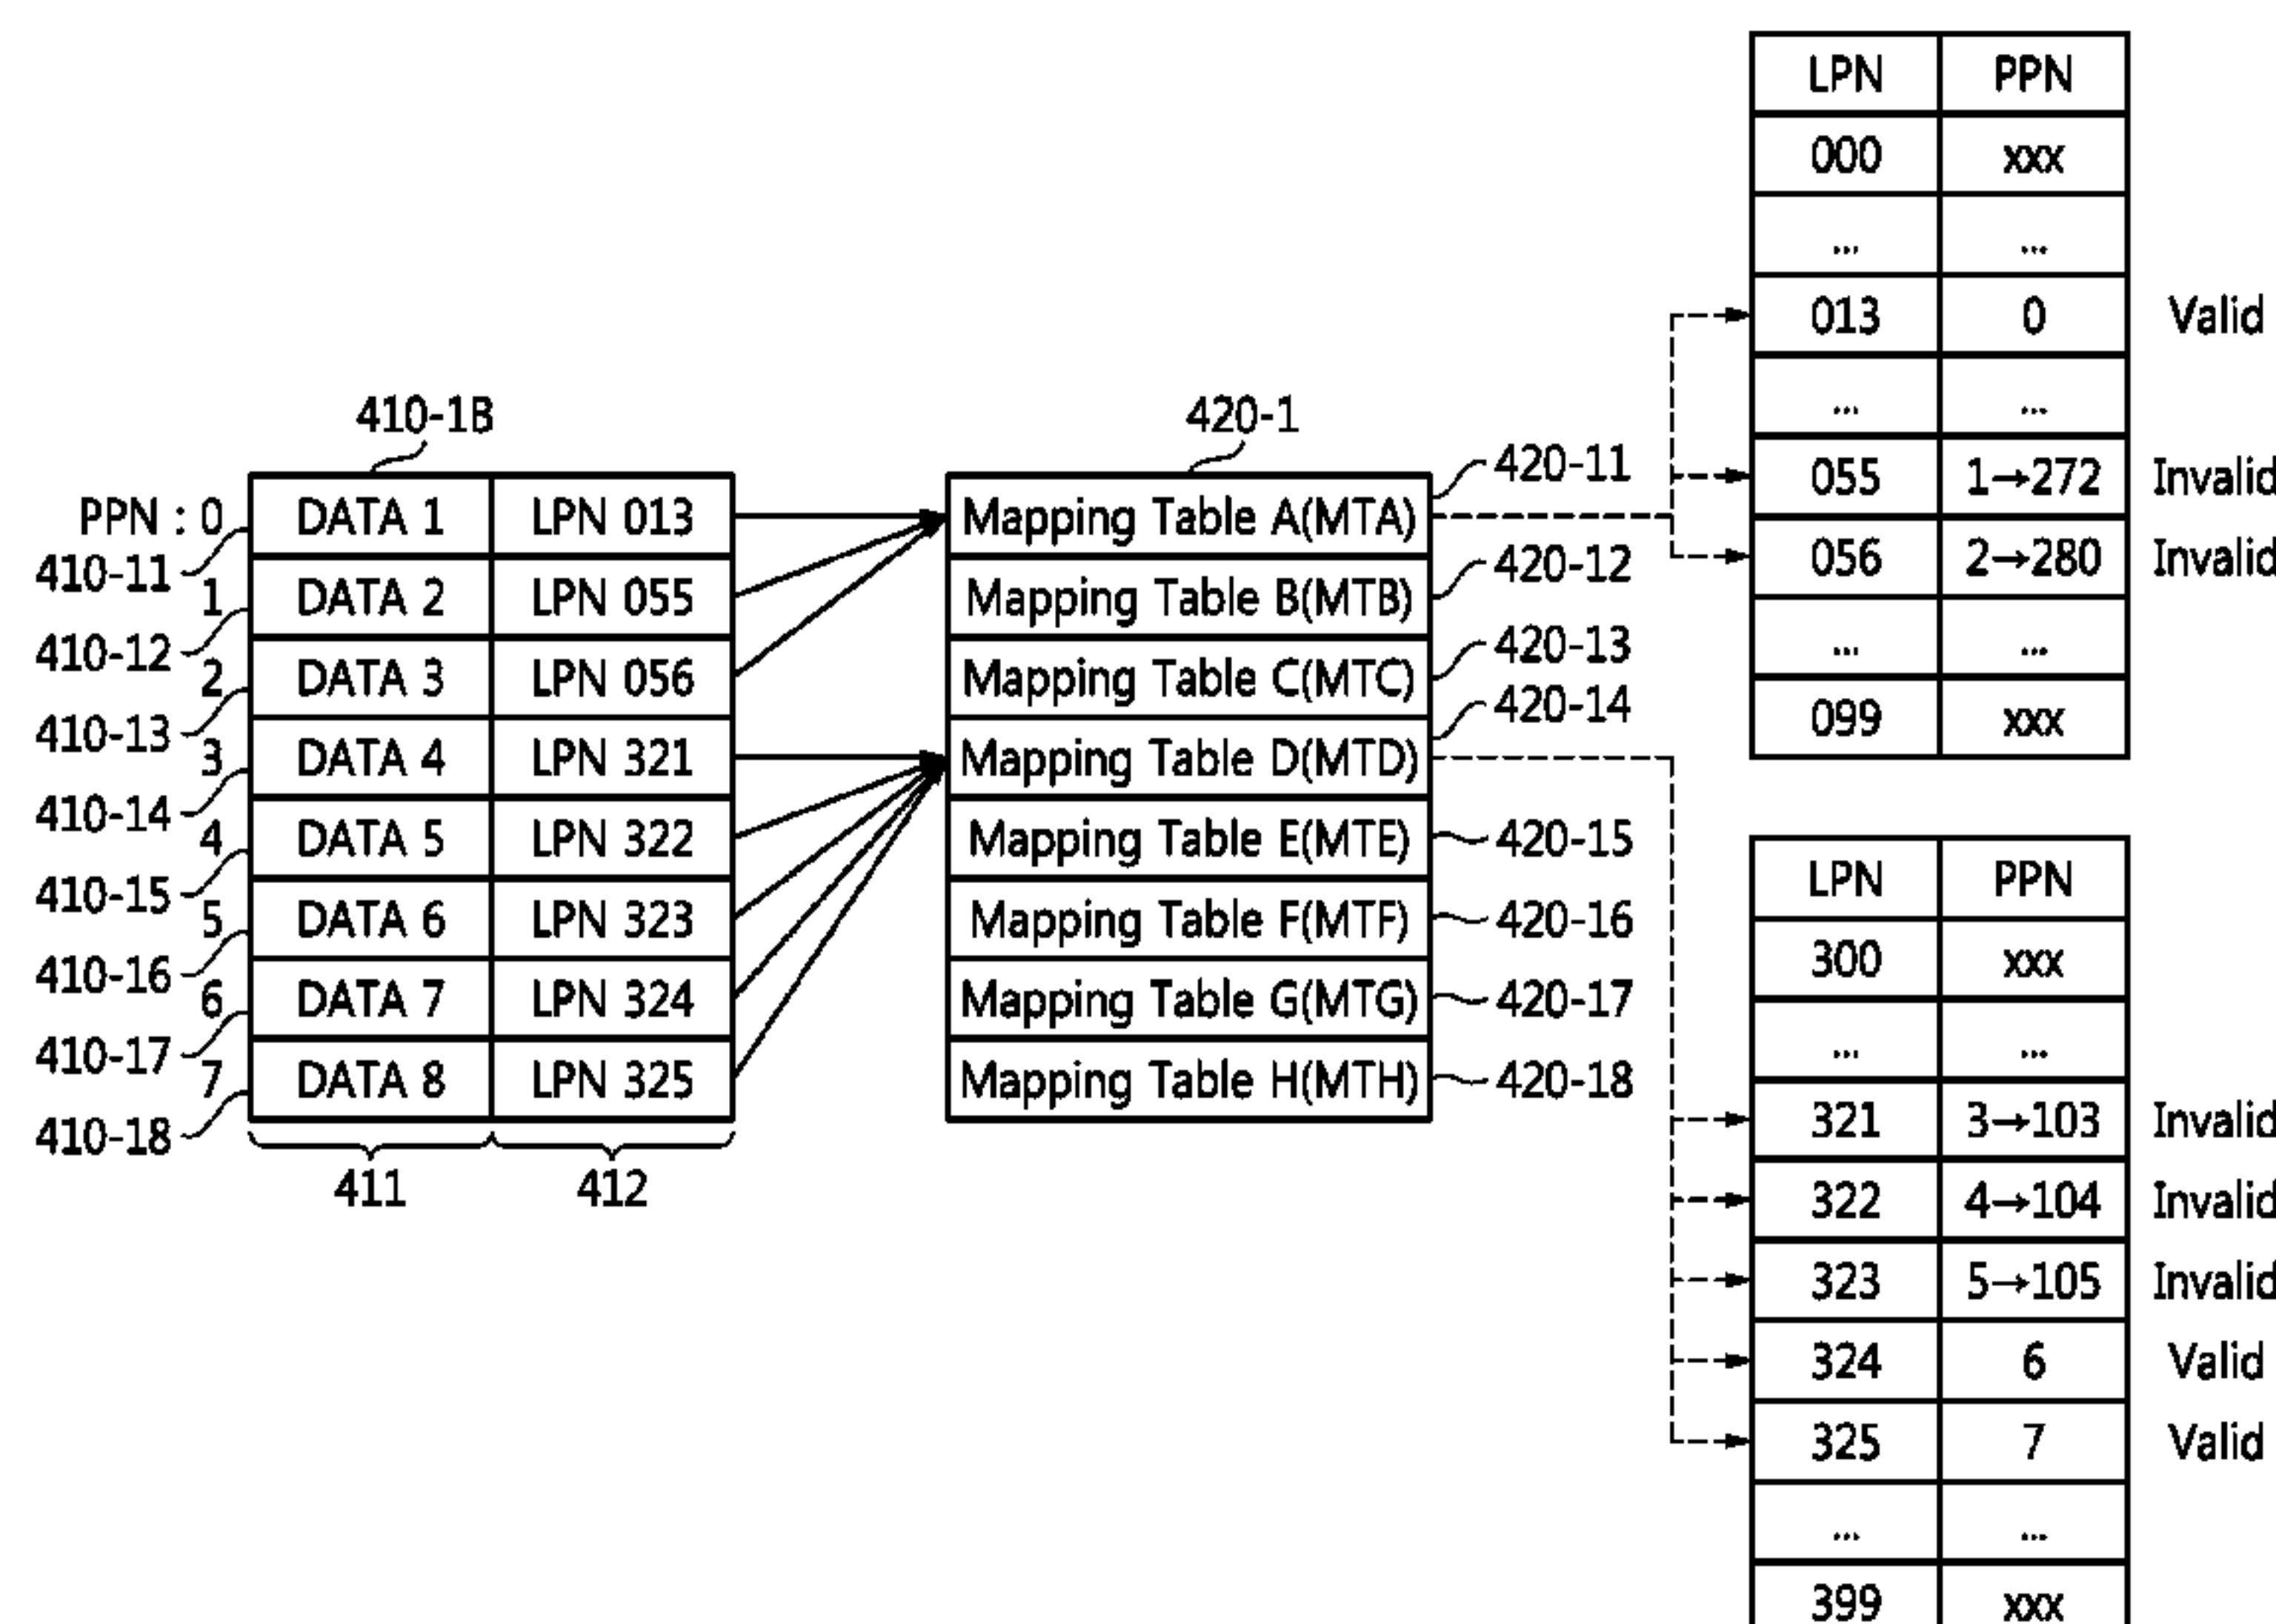 410-1B
PPN : 0 DATA 1 LPN 013
410-11
1 DATA 2 LPN 055
410-12
2 DATA 3 LPN 056
410-13
3 DATA 4 LPN 321
410-14
4 DATA 5 LPN 322
410-15
5 DATA 6 LPN 323
410-16
6 DATA 7 LPN 324
410-17
7 DATA 8 LPN 325
410-18
411 412
420-1
Mapping Table A(MTA) 420-11
Mapping Table B(MTB) 420-12
Mapping Table C(MTC) 420-13
Mapping Table D(MTD) 420-14
Mapping Table E(MTE) 420-15
Mapping Table F(MTF) 420-16
Mapping Table G(MTG) 420-17
Mapping Table H(MTH) 420-18
LPN PPN
000 xxx
... ...
013 0 Valid
... ...
055 1→272 Invalid
056 2→280 Invalid
... ...
099 xxx
LPN PPN
300 xxx
... ...
321 3→103 Invalid
322 4→104 Invalid
323 5→105 Invalid
324 6 Valid
325 7 Valid
... ...
399 xxx